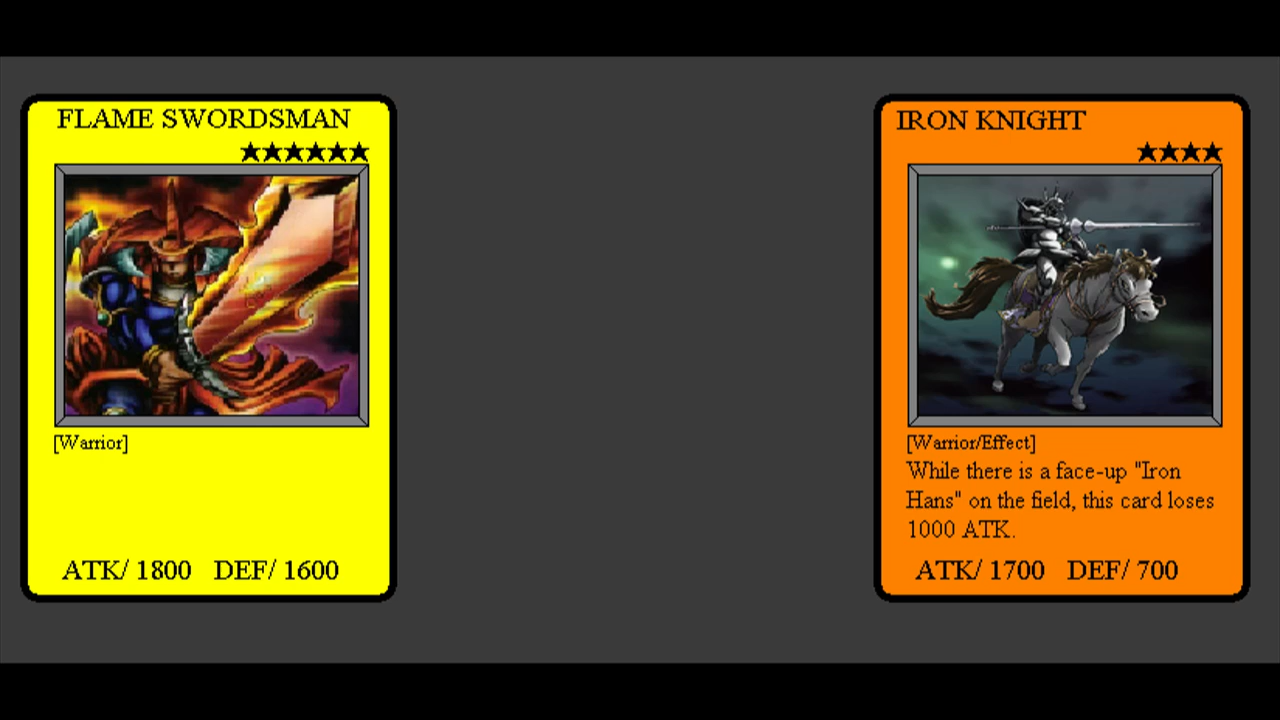 FLAME SWORDSMAN
★★★★★★
[Warrior]
ATK/ 1800 DEF/ 1600
IRON KNIGHT
★★★★
[Warrior/Effect]
While there is a face-up "Iron
Hans" on the field, this card loses
1000 ATK.
ATK/ 1700 DEF/ 700